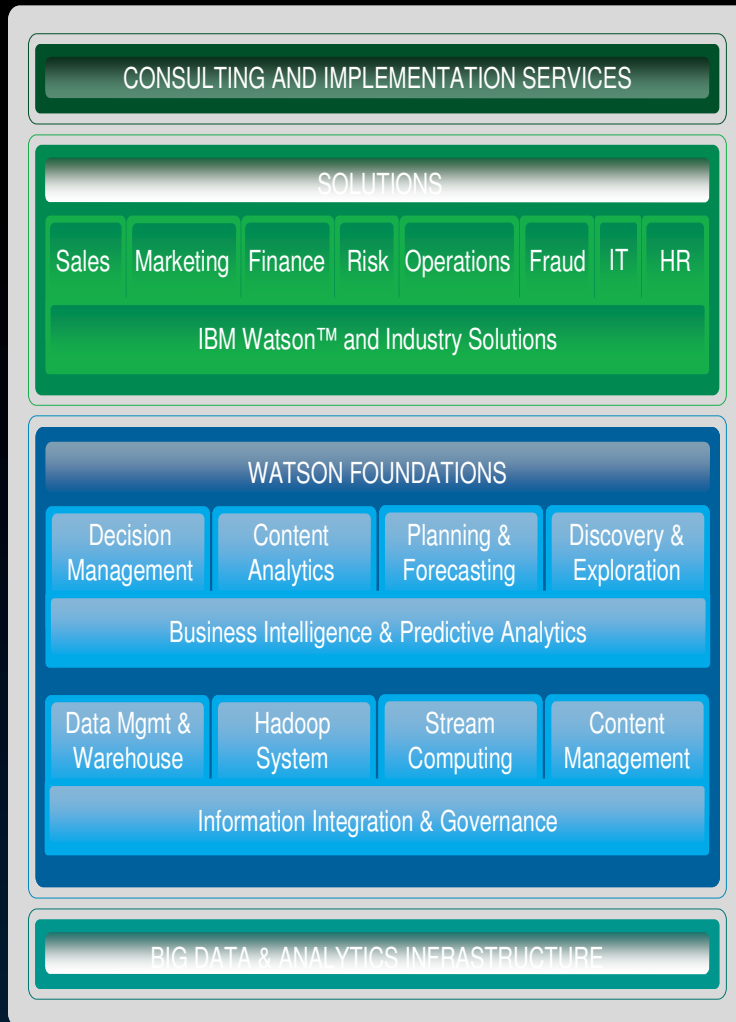 CONSULTING AND IMPLEMENTATION SERVICES
SOLUTIONS
Sales Marketing Finance Risk Operations Fraud IT HR
IBM Watson™ and Industry Solutions
WATSON FOUNDATIONS
Decision Management
Content Analytics
Planning & Forecasting
Discovery & Exploration
Business Intelligence & Predictive Analytics
Data Mgmt & Warehouse
Hadoop System
Stream Computing
Content Management
Information Integration & Governance
BIG DATA & ANALYTICS INFRASTRUCTURE